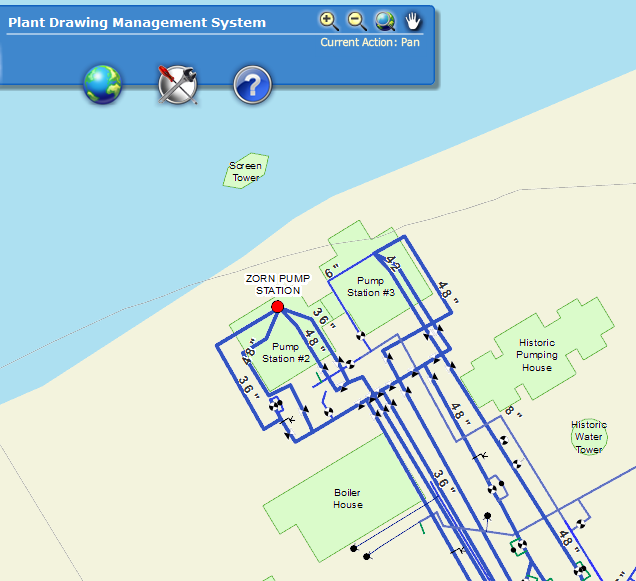 Plant Drawing Management System
Current Action: Pan
?
Screen
Tower
ZORN PUMP
STATION
6"
42
48"
Pump
Station #3
36"
48"
48"
Pump
Station #2
36"
Historic
Pumping
House
48"
8"
Historic
Water
Tower
36"
Boiler
House
48"